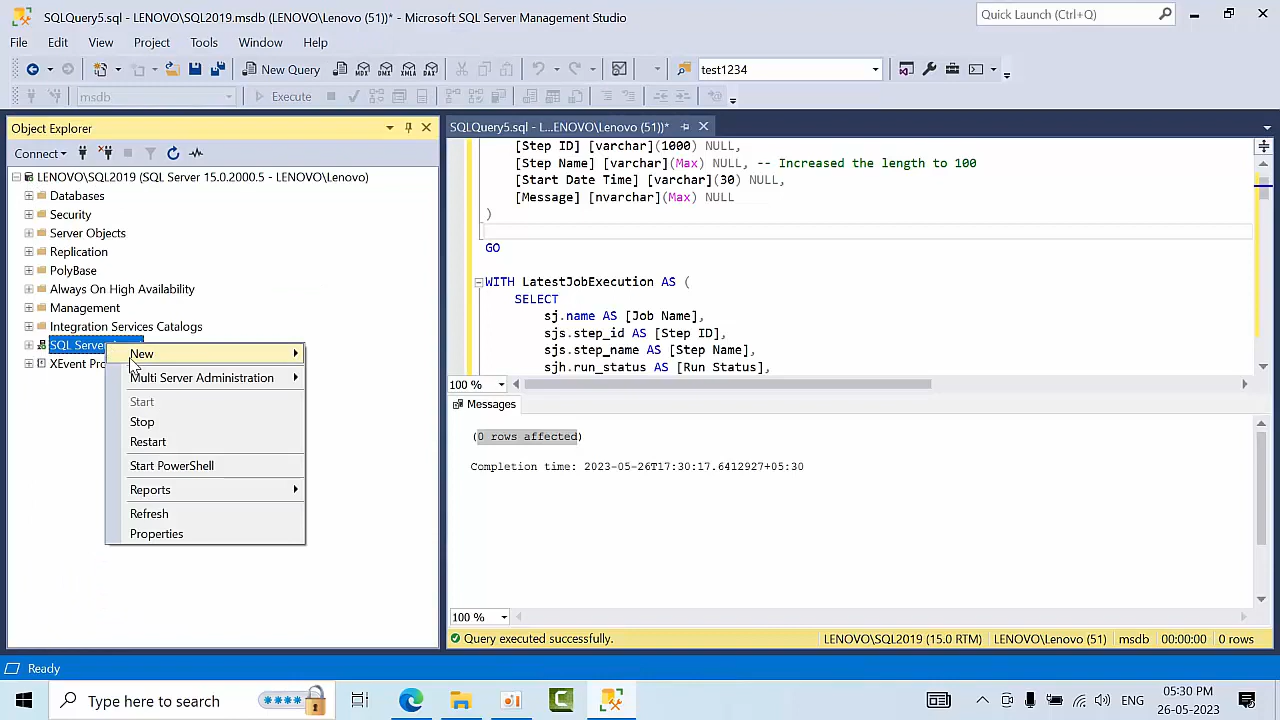 SQLQuery5.sql - LENOVO\SQL2019.msdb (LENOVO\Lenovo (51))* - Microsoft SQL Server Management Studio
Quick Launch (Ctrl+Q)
File Edit View Project Tools Window Help
New Query
MDX DMX XMLA DAX
test1234
msdb
Execute
Object Explorer
SQLQuery5.sql - L...ENOVO\Lenovo (51))*
Connect
LENOVO\SQL2019 (SQL Server 15.0.2000.5 - LENOVO\Lenovo)
Databases
Security
Server Objects
Replication
PolyBase
Always On High Availability
Management
Integration Services Catalogs
SQL Server
XEvent Pro
New
Multi Server Administration
Start
Stop
Restart
Start PowerShell
Reports
Refresh
Properties
[Step ID] [varchar](1000) NULL,
[Step Name] [varchar](Max) NULL, -- Increased the length to 100
[Start Date Time] [varchar](30) NULL,
[Message] [nvarchar](Max) NULL
)
GO
WITH LatestJobExecution AS (
SELECT
sj.name AS [Job Name],
sjs.step_id AS [Step ID],
sjs.step_name AS [Step Name],
sjh.run_status AS [Run Status],
100 %
Messages
(0 rows affected)
Completion time: 2023-05-26T17:30:17.6412927+05:30
100 %
Query executed successfully.
LENOVO\SQL2019 (15.0 RTM) LENOVO\Lenovo (51) msdb 00:00:00 0 rows
Ready
Type here to search
ENG
05:30 PM
26-05-2023